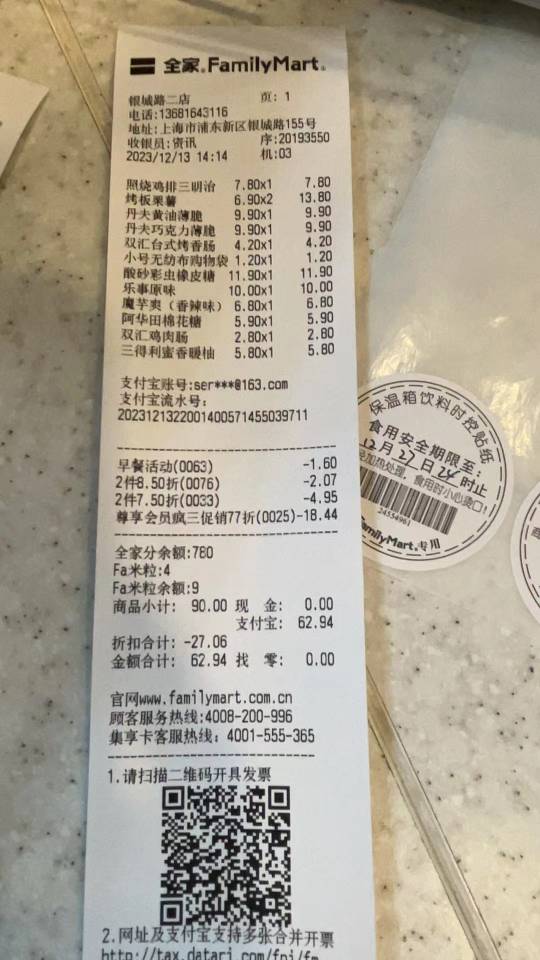 全家 FamilyMart
银城路二店 页: 1
电话:13681643116
地址:上海市浦东新区银城路155号
收银员:资讯 序:20193550
2023/12/13 14:14 机:03
照烧鸡排三明治 7.80x1 7.80
烤板栗薯 6.90x2 13.80
丹夫黄油薄脆 9.90x1 9.90
丹夫巧克力薄脆 9.90x1 9.90
双汇台式烤香肠 4.20x1 4.20
小号无纺布购物袋 1.20x1 1.20
酸砂彩虫橡皮糖 11.90x1 11.90
乐事原味 10.00x1 10.00
魔芋爽（香辣味） 6.80x1 6.80
阿华田棉花糖 5.90x1 5.90
双汇鸡肉肠 2.80x1 2.80
三得利蜜香暖柚 5.80x1 5.80
支付宝账号:ser***@163.com
支付宝流水号:
2023121322001400571455039711
早餐活动(0063) -1.60
2件8.50折(0076) -2.07
2件7.50折(0033) -4.95
尊享会员疯三促销77折(0025)-18.44
全家分余额:780
Fa米粒:4
Fa米粒余额:9
商品小计: 90.00 现 金: 0.00
支付宝: 62.94
折扣合计: -27.06
金额合计: 62.94 找 零: 0.00
官网www.familymart.com.cn
顾客服务热线:4008-200-996
集享卡客服热线: 4001-555-365
1.请扫描二维码开具发票
2.网址及支付宝支持多张合并开票
保温箱饮料时控贴纸
食用安全期限至:
12月27日24时止
加热处理，食用时小心烫口!
24554961
FamilyMart 专用